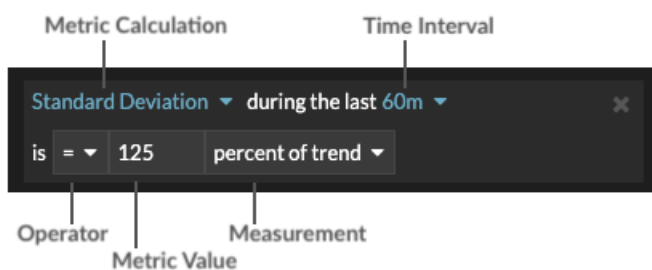 Metric Calculation
Time Interval
Standard Deviation during the last 60m
is = 125 percent of trend
Operator
Measurement
Metric Value